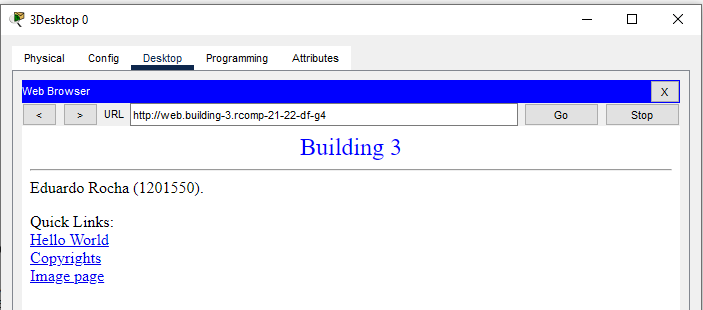 3Desktop 0
Physical Config Desktop Programming Attributes
Web Browser X
< > URL http://web.building-3.rcomp-21-22-df-g4 Go Stop
Building 3
Eduardo Rocha (1201550).
Quick Links:
Hello World
Copyrights
Image page